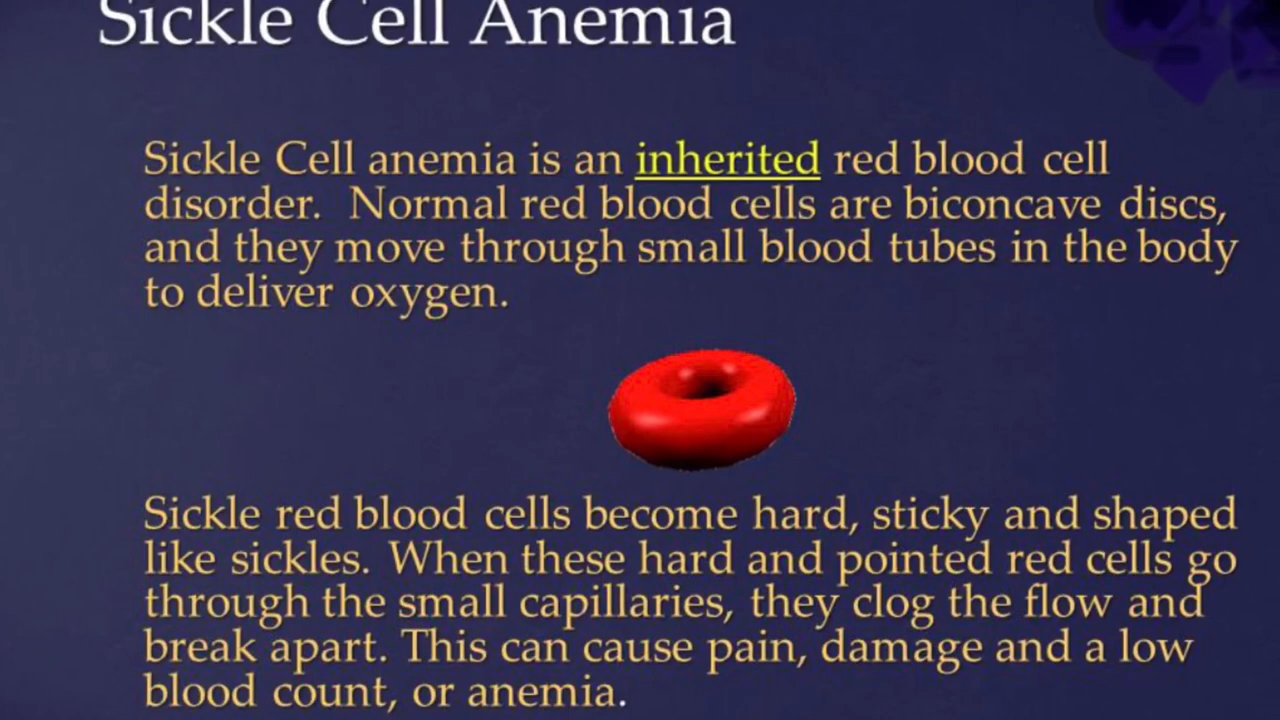 Sickle Cell Anemia
Sickle Cell anemia is an inherited red blood cell
disorder. Normal red blood cells are biconcave discs,
and they move through small blood tubes in the body
to deliver oxygen.
Sickle red blood cells become hard, sticky and shaped
like sickles. When these hard and pointed red cells go
through the small capillaries, they clog the flow and
break apart. This can cause pain, damage and a low
blood count, or anemia.